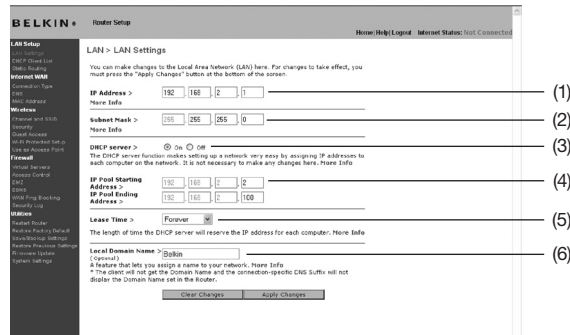 BELKIN
Router Setup
Home|Help|Logout Internet Status: Not Connected
LAN Setup
LAN Settings
DHCP Client List
Static Routing
Internet WAN
Connection Type
DNS
MAC Address
Wireless
Channel and SSID
Security
Guest Access
Wi-Fi Protected Setup
Use as Access Point
Firewall
Virtual Servers
Access Control
DMZ
DDNS
WAN Ping Blocking
Security Log
Utilities
Restart Router
Restore Factory Default
Save/Backup Settings
Restore Previous Settings
Firmware Update
System Settings
LAN > LAN Settings
You can make changes to the Local Area Network (LAN) here. For changes to take effect, you
must press the "Apply Changes" button at the bottom of the screen.
IP Address > 192 . 168 . 2 . 1 (1)
More Info
Subnet Mask > 255 . 255 . 255 . 0 (2)
More Info
DHCP server > On Off (3)
The DHCP server function makes setting up a network very easy by assigning IP addresses to
each computer on the network. It is not necessary to make any changes here. More Info
IP Pool Starting
Address > 192 . 168 . 2 . 2 (4)
IP Pool Ending
Address > 192 . 168 . 2 . 100
Lease Time > Forever (5)
The length of time the DHCP server will reserve the IP address for each computer. More Info
Local Domain Name > Belkin (6)
(Optional)
A feature that lets you assign a name to your network. More Info
* The client will not get the Domain Name and the connection-specific DNS Suffix will not
display the Domain Name set in the Router.
Clear Changes Apply Changes